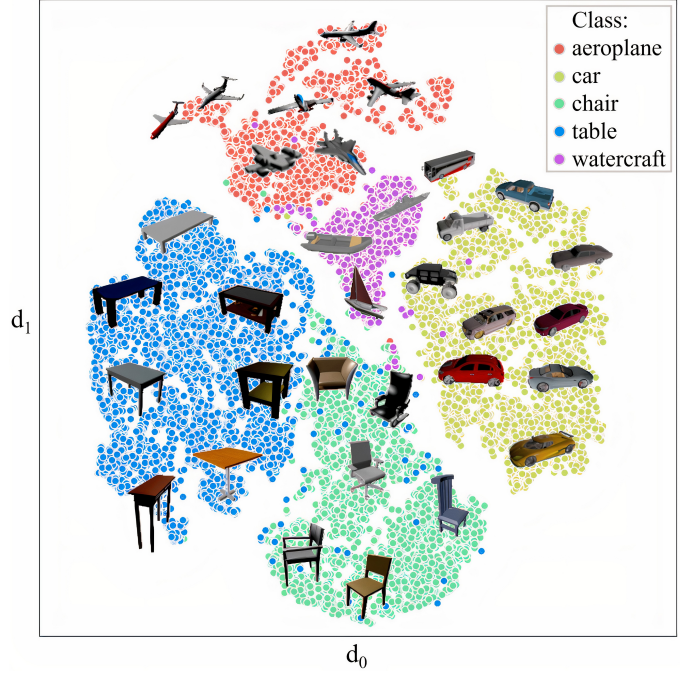 Class:
aeroplane
car
chair
table
watercraft
d₁
d₀